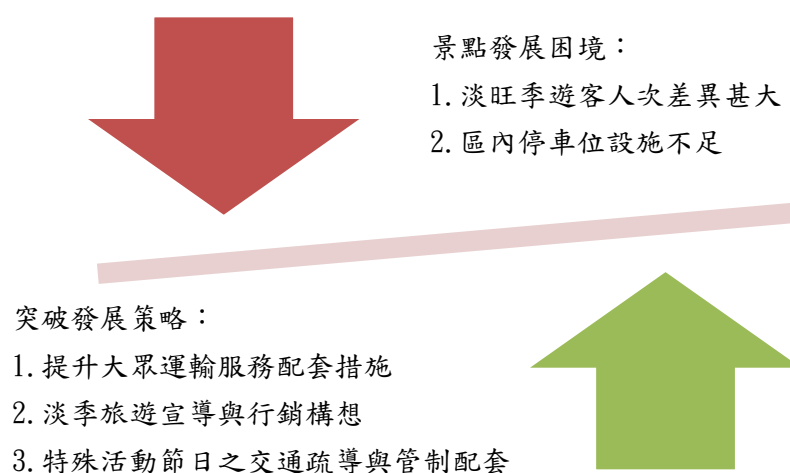 景點發展困境：
1.淡旺季遊客人次差異甚大
2.區內停車位設施不足
突破發展策略：
1.提升大眾運輸服務配套措施
2.淡季旅遊宣導與行銷構想
3.特殊活動節日之交通疏導與管制配套